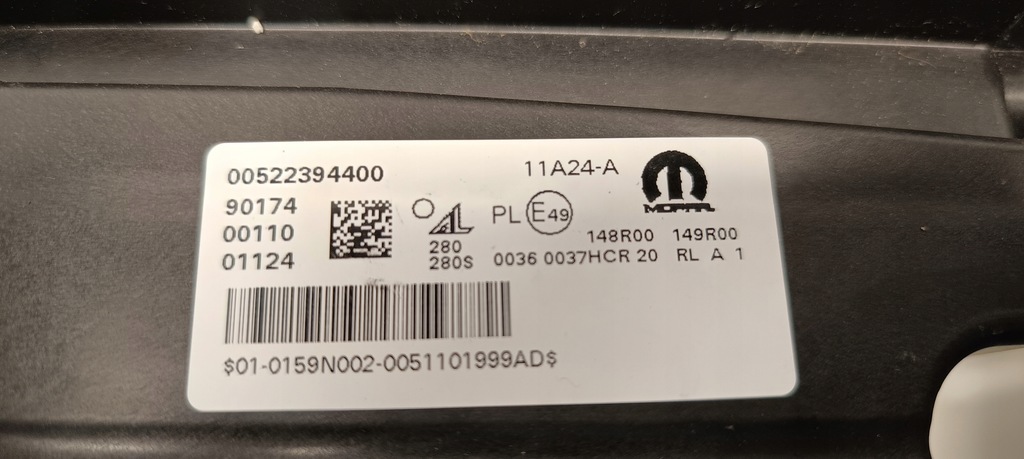 00522394400
11A24-A
MOPAR
90174
00110
01124
AL
280
280S
PL E49
148R00 149R00
0036 0037HCR 20 RL A 1
$01-0159N002-0051101999AD$